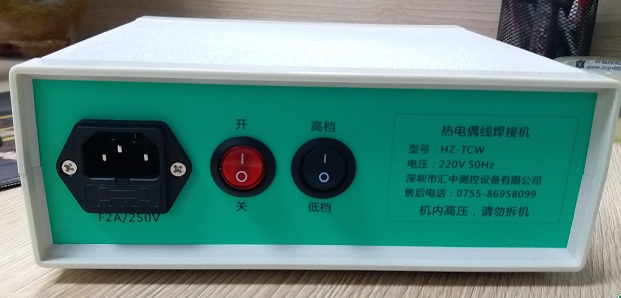 开
高档
F2A/250V
关
低档
热电偶线焊接机
型号：HZ-TCW
电压：220V 50Hz
深圳市汇中测控设备有限公司
售后电话：0755-86958099
机内高压，请勿拆机